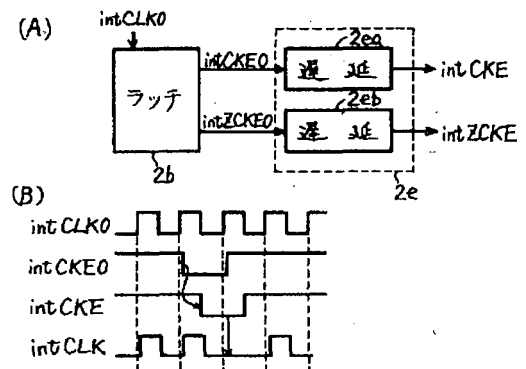 (A)
intCLK0
ラッチ
2b
intCKE0
intZCKE0
2ea
遅 延
2eb
遅 延
intCKE
intZCKE
2e
(B)
intCLK0
intCKE0
intCKE
intCLK